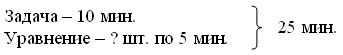 Задача – 10 мин.
Уравнение – ? шт. по 5 мин.
25 мин.